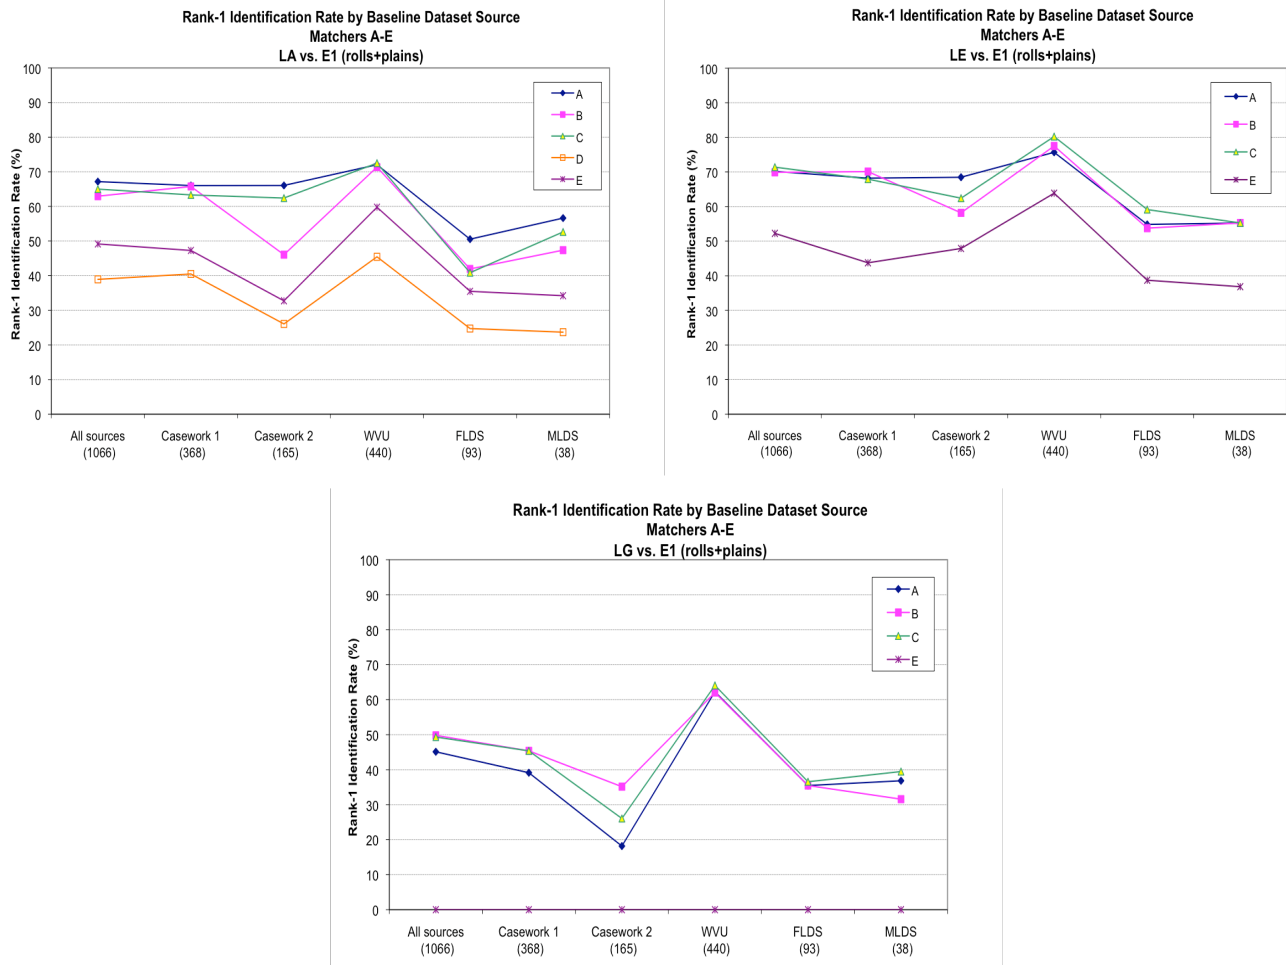 Rank-1 Identification Rate by Baseline Dataset Source
Matchers A-E
LA vs. E1 (rolls+plains)
Rank-1 Identification Rate (%)
100
90
80
70
60
50
40
30
20
10
0
A
B
C
D
E
All sources Casework 1 Casework 2 WVU FLDS MLDS
(1066) (368) (165) (440) (93) (38)
Rank-1 Identification Rate by Baseline Dataset Source
Matchers A-E
LE vs. E1 (rolls+plains)
Rank-1 Identification Rate (%)
100
90
80
70
60
50
40
30
20
10
0
A
B
C
E
All sources Casework 1 Casework 2 WVU FLDS MLDS
(1066) (368) (165) (440) (93) (38)
Rank-1 Identification Rate by Baseline Dataset Source
Matchers A-E
LG vs. E1 (rolls+plains)
Rank-1 Identification Rate (%)
100
90
80
70
60
50
40
30
20
10
0
A
B
C
E
All sources Casework 1 Casework 2 WVU FLDS MLDS
(1066) (368) (165) (440) (93) (38)